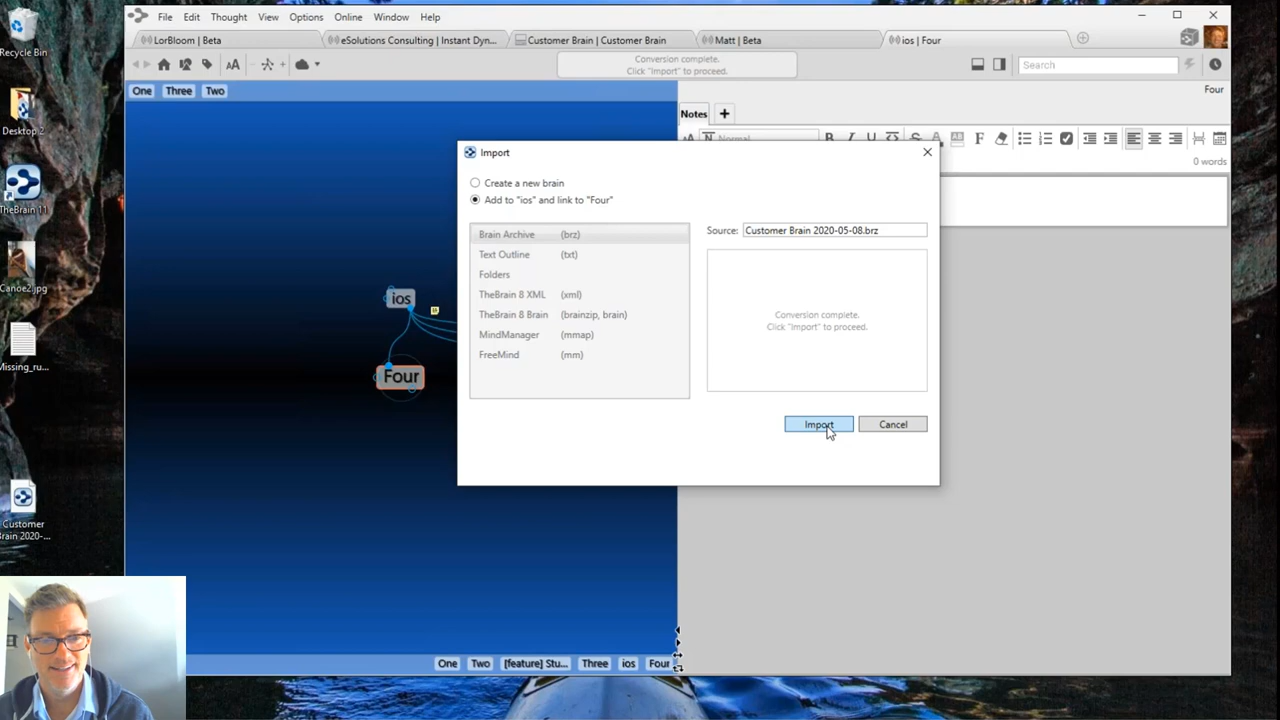 Recycle Bin
Desktop 2
TheBrain 11
Canoe2.jpg
Missing_ru...
Customer
Brain 2020-...
File Edit Thought View Options Online Window Help
LorBloom | Beta
eSolutions Consulting | Instant Dyn...
Customer Brain | Customer Brain
Matt | Beta
ios | Four
Conversion complete.
Click "Import" to proceed.
Search
One Three Two
Four
Notes
Normal
0 words
Import
Create a new brain
Add to "ios" and link to "Four"
Brain Archive (brz)
Text Outline (txt)
Folders
TheBrain 8 XML (xml)
TheBrain 8 Brain (brainzip, brain)
MindManager (mmap)
FreeMind (mm)
Source: Customer Brain 2020-05-08.brz
Conversion complete.
Click "Import" to proceed.
Import Cancel
ios
Four
One Two [feature] Stu... Three ios Four